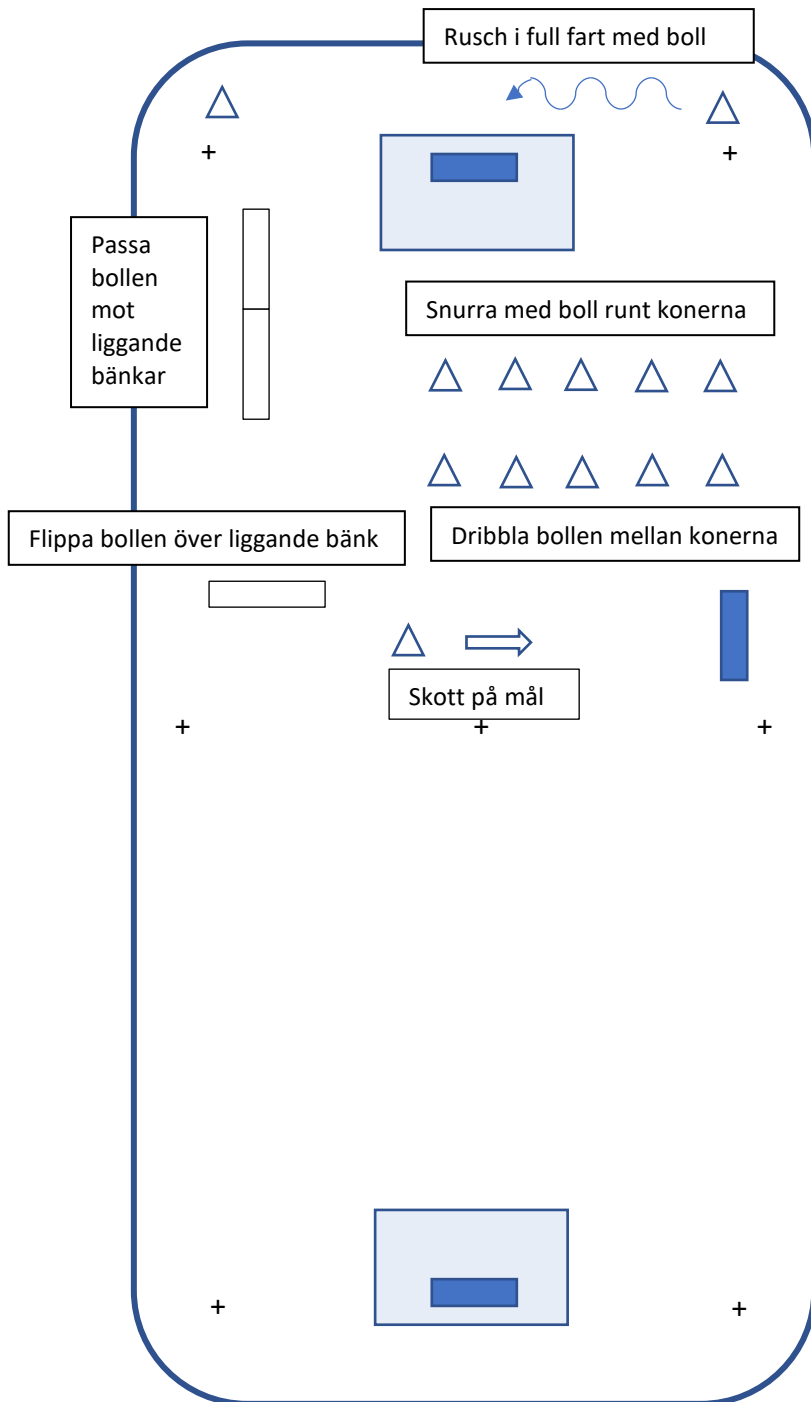 Rusch i full fart med boll
+
+
Passa
bollen
mot
liggande
bänkar
Snurra med boll runt konerna
Flippa bollen över liggande bänk
Dribbla bollen mellan konerna
Skott på mål
+
+
+
+
+